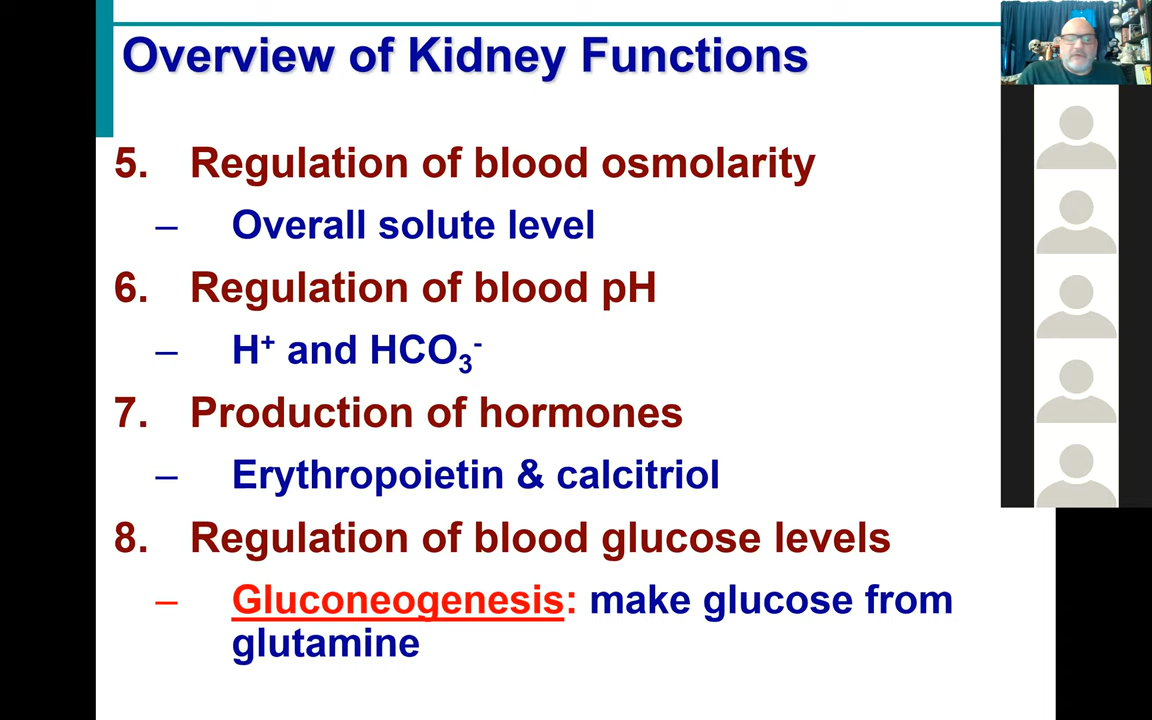 Overview of Kidney Functions
5. Regulation of blood osmolarity
– Overall solute level
6. Regulation of blood pH
– H⁺ and HCO₃⁻
7. Production of hormones
– Erythropoietin & calcitriol
8. Regulation of blood glucose levels
– Gluconeogenesis: make glucose from
glutamine